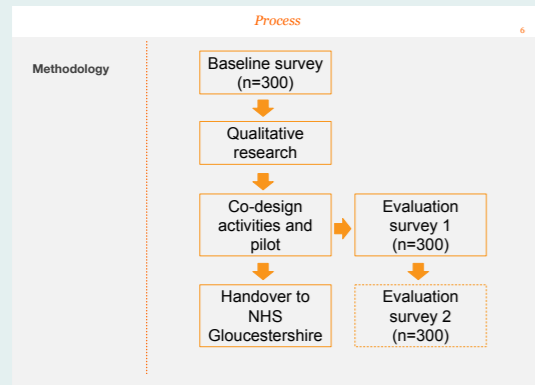 Process
6
Methodology
Baseline survey
(n=300)
Qualitative
research
Co-design
activities and
pilot
Evaluation
survey 1
(n=300)
Handover to
NHS
Gloucestershire
Evaluation
survey 2
(n=300)